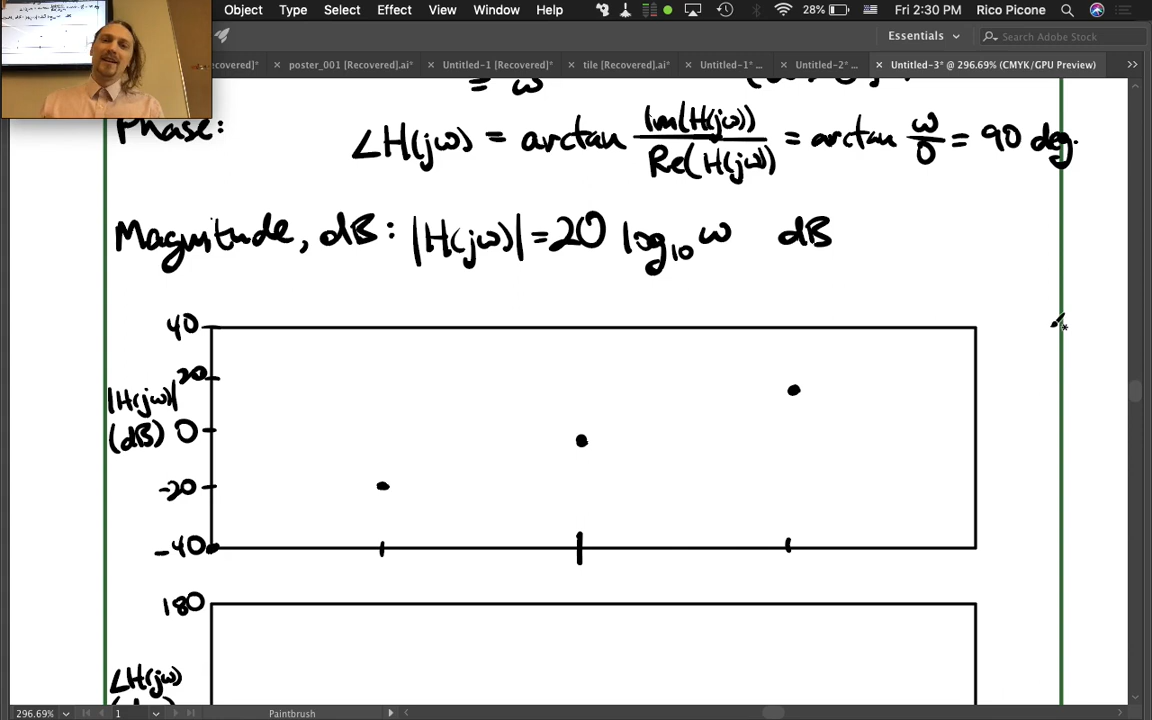 Object Type Select Effect View Window Help 28% Fri 2:30 PM Rico Picone
Essentials Search Adobe Stock
covered]* × poster_001 [Recovered].ai* × Untitled-1 [Recovered]* × tile [Recovered].ai* × Untitled-1* ... × Untitled-2* ... × Untitled-3* @ 296.69% (CMYK/GPU Preview) »
= ω
Phase:
∠H(jω) = arctan Im(H(jω)) / Re(H(jω)) = arctan ω/0 = 90 deg.
Magnitude, dB: |H(jω)| = 20 log₁₀ ω dB
40
20
|H(jω)|
(dB) 0
-20
-40
180
∠H(jω)
296.69% 1 Paintbrush